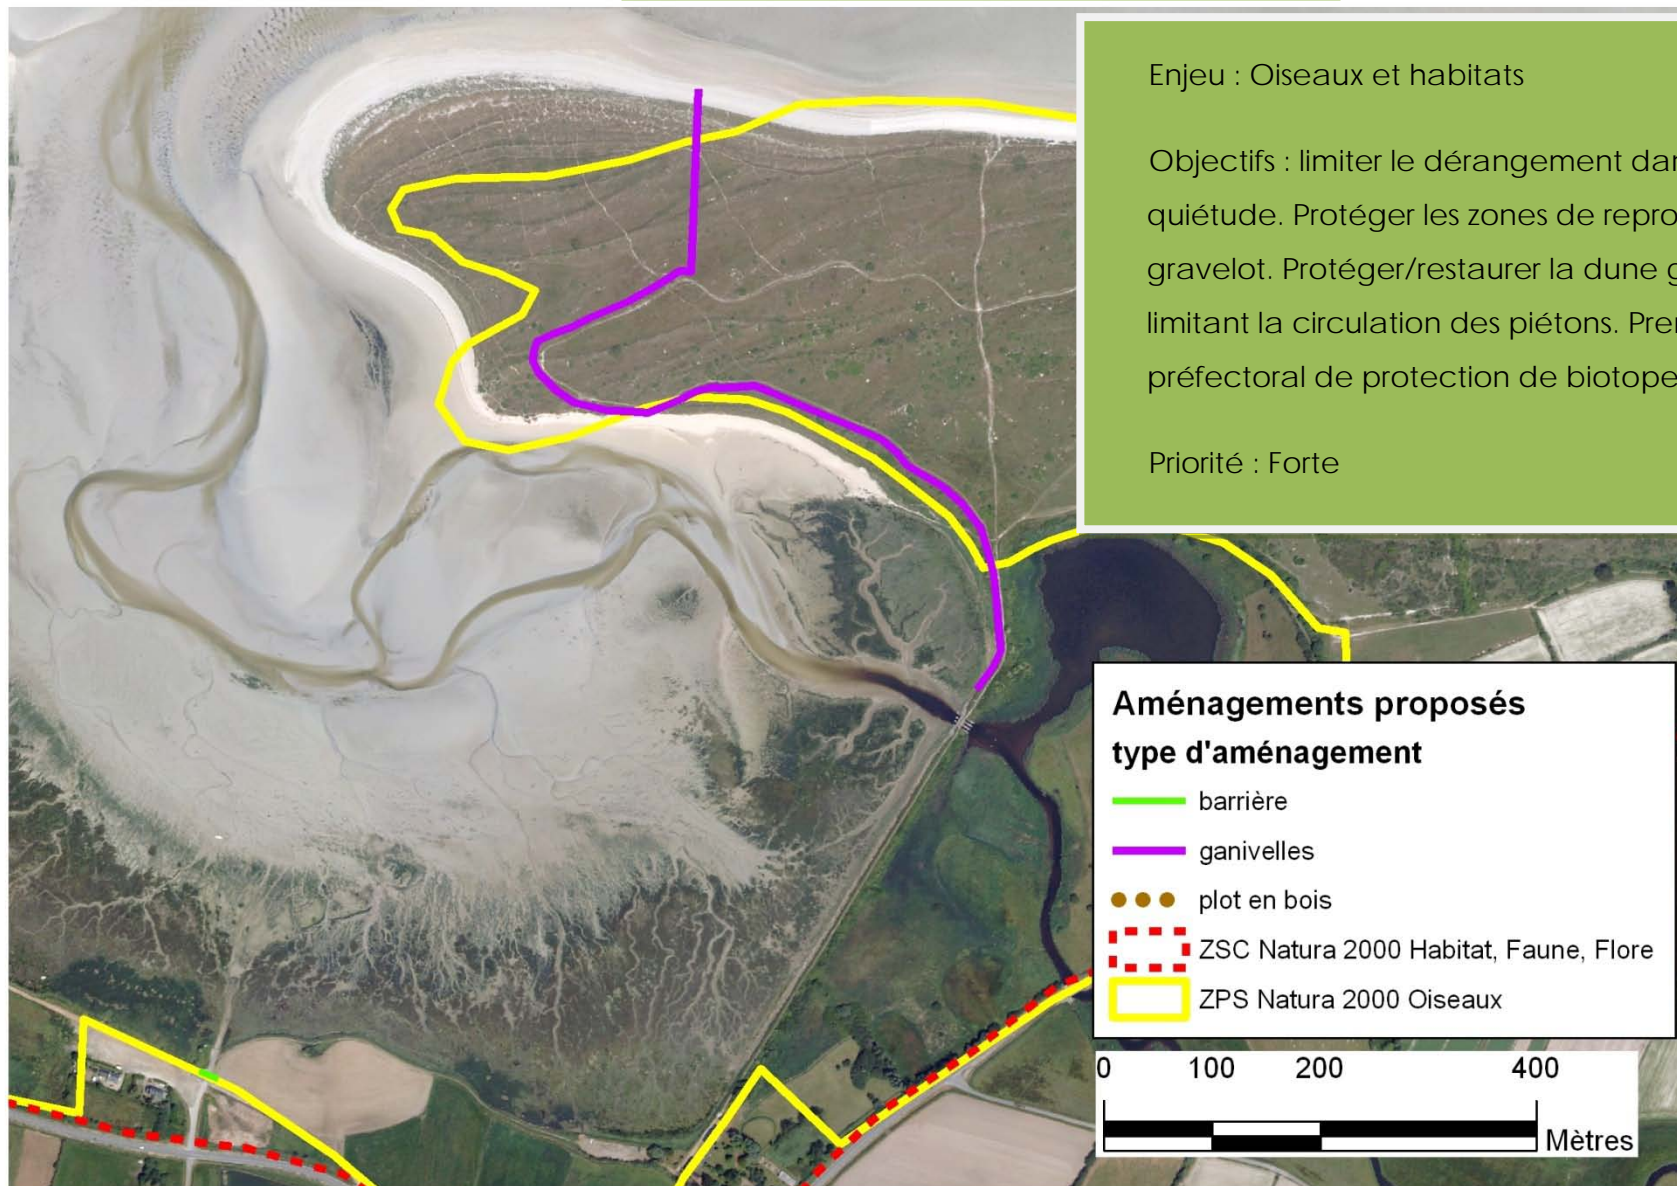 Enjeu : Oiseaux et habitats
Objectifs : limiter le dérangement dan
quiétude. Protéger les zones de repro
gravelot. Protéger/restaurer la dune g
limitant la circulation des piétons. Pre
préfectoral de protection de biotope
Priorité : Forte
Aménagements proposés
type d'aménagement
barrière
ganivelles
plot en bois
ZSC Natura 2000 Habitat, Faune, Flore
ZPS Natura 2000 Oiseaux
0 100 200 400
Mètres